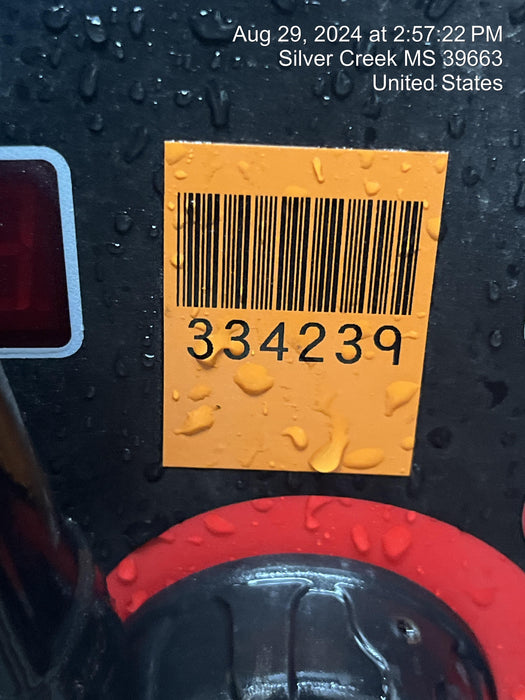 Aug 29, 2024 at 2:57:22 PM
Silver Creek MS 39663
United States
334239